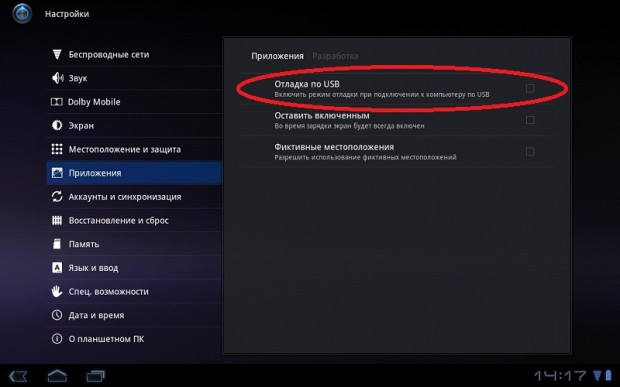 Настройки
Беспроводные сети
Звук
Dolby Mobile
Экран
Местоположение и защита
Приложения
Аккаунты и синхронизация
Восстановление и сброс
Память
Язык и ввод
Спец. возможности
Дата и время
О планшетном ПК
Приложения Разработка
Отладка по USB
Включить режим отладки при подключении к компьютеру по USB
Оставить включенным
Во время зарядки экран будет всегда включен
Фиктивные местоположения
Разрешить использование фиктивных местоположений
14:17